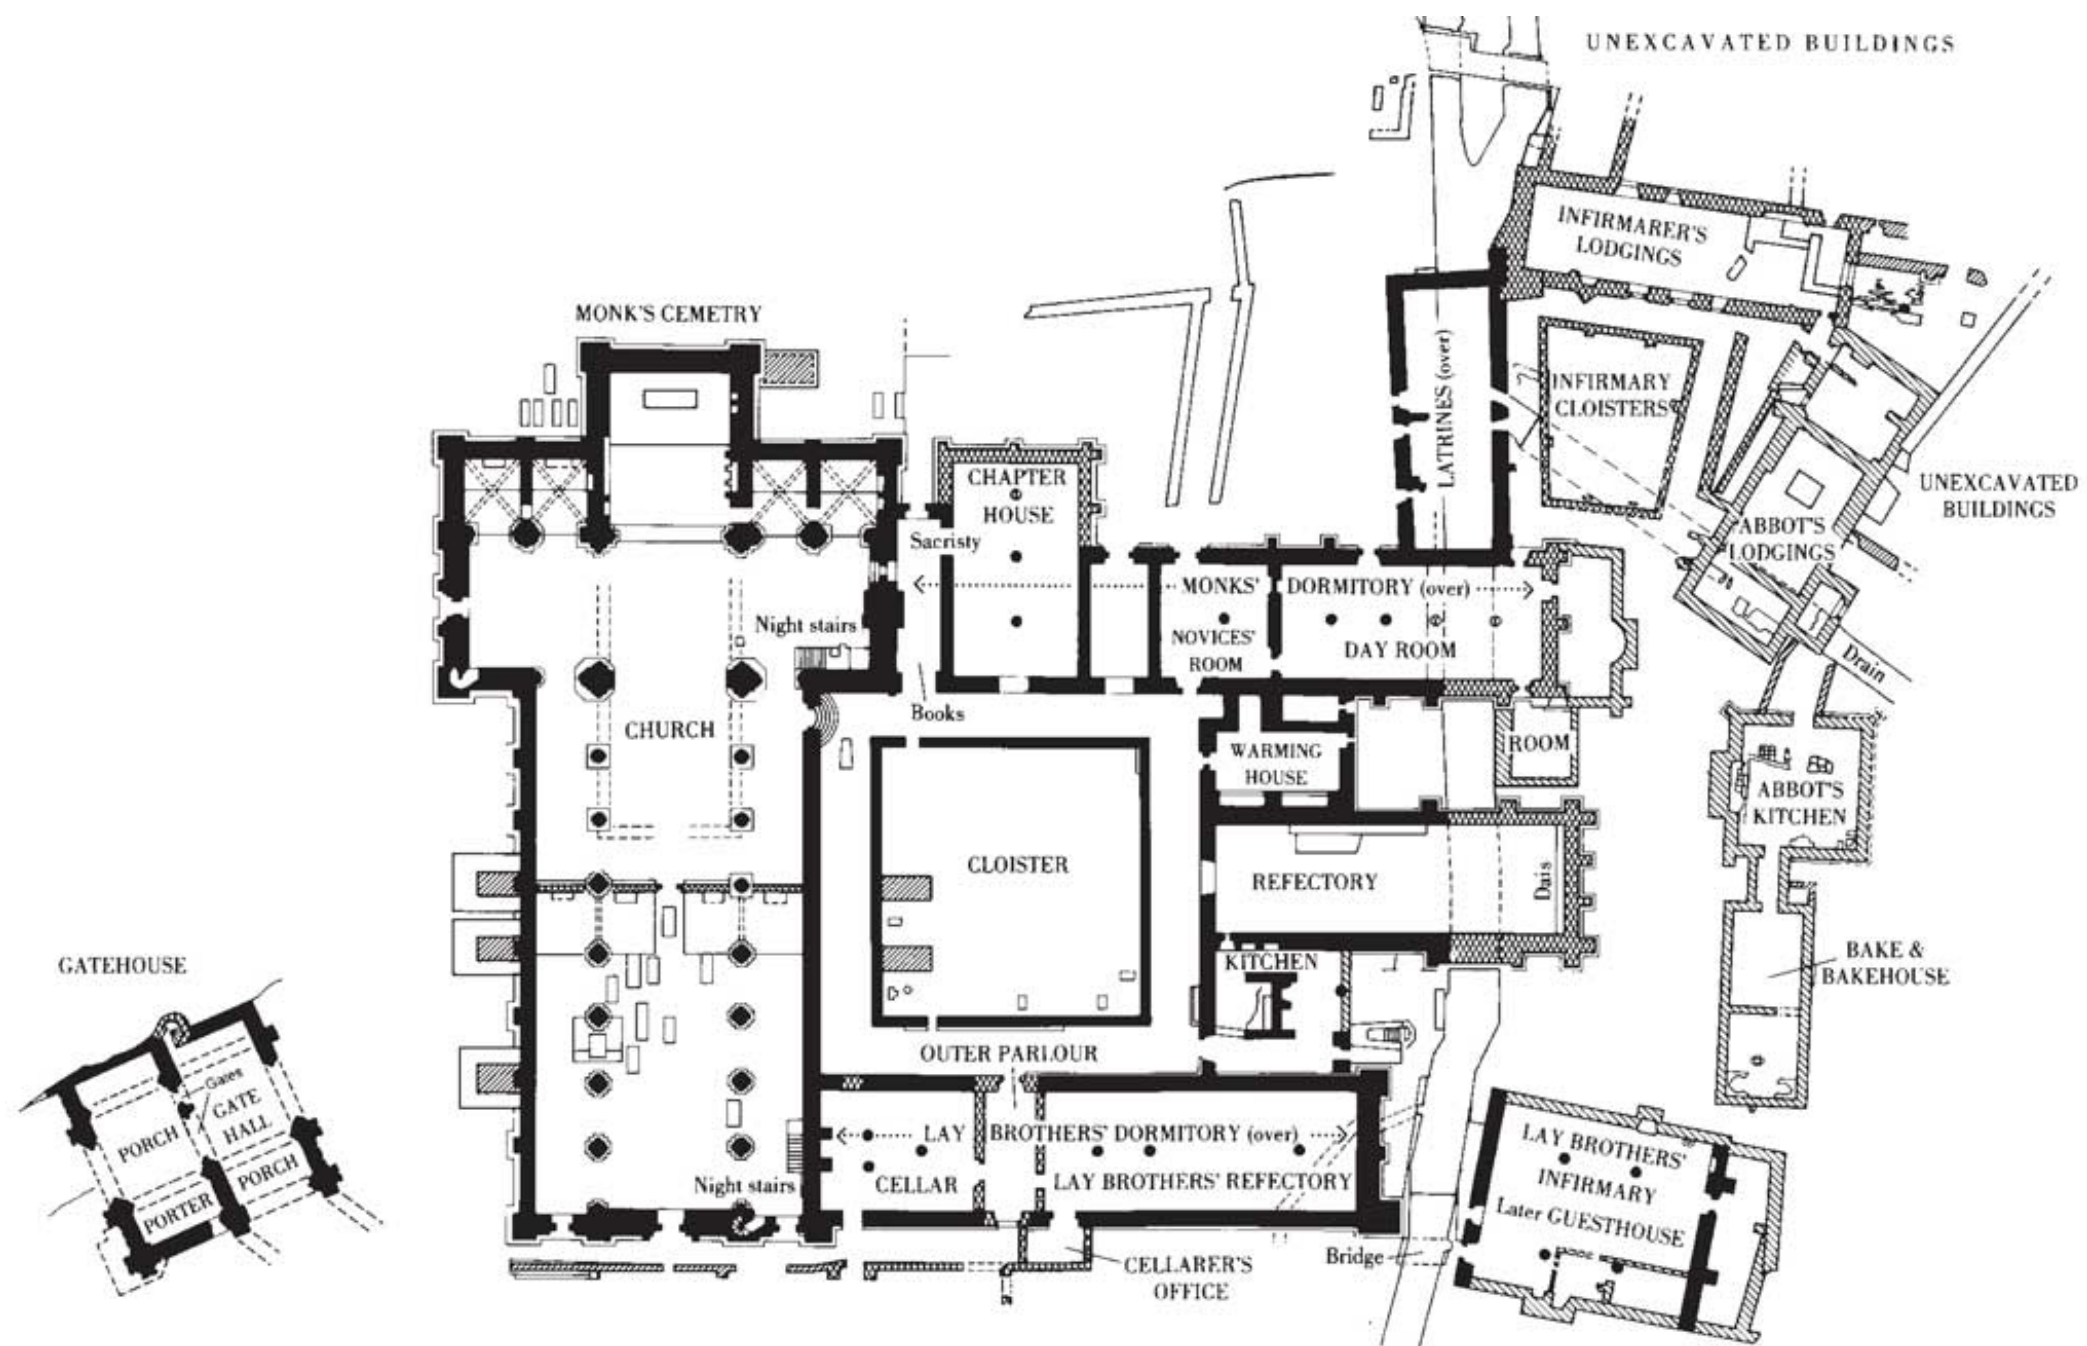 UNEXCAVATED BUILDINGS
INFIRMARER'S
LODGINGS
MONK'S CEMETRY
LATRINES (over)
INFIRMARY
CLOISTERS
CHAPTER
HOUSE
UNEXCAVATED
BUILDINGS
ABBOT'S
LODGINGS
Sacristy
MONKS' DORMITORY (over)
Night stairs
NOVICES'
ROOM
DAY ROOM
Drain
Books
CHURCH
WARMING
HOUSE
ROOM
ABBOT'S
KITCHEN
CLOISTER
REFECTORY
Dais
BAKE &
BAKEHOUSE
GATEHOUSE
KITCHEN
OUTER PARLOUR
Gates
GATE
HALL
PORCH
PORCH
PORTER
LAY BROTHERS' DORMITORY (over)
CELLAR
LAY BROTHERS' REFECTORY
Night stairs
LAY BROTHERS'
INFIRMARY
Later GUESTHOUSE
Bridge
CELLARER'S
OFFICE